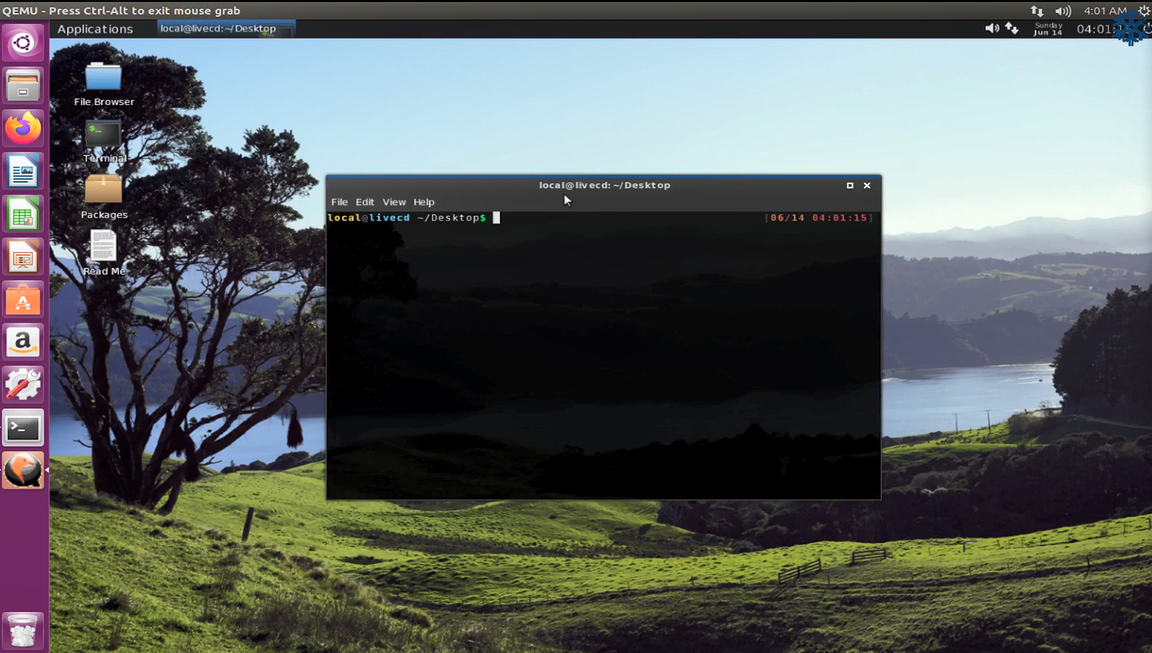 QEMU - Press Ctrl-Alt to exit mouse grab
4:01 AM
Applications
local@livecd:~/Desktop
Sunday
Jun 14
04:01
File Browser
Terminal
Packages
Read Me
local@livecd:~/Desktop
File Edit View Help
local@livecd ~/Desktop$
[06/14 04:01:15]